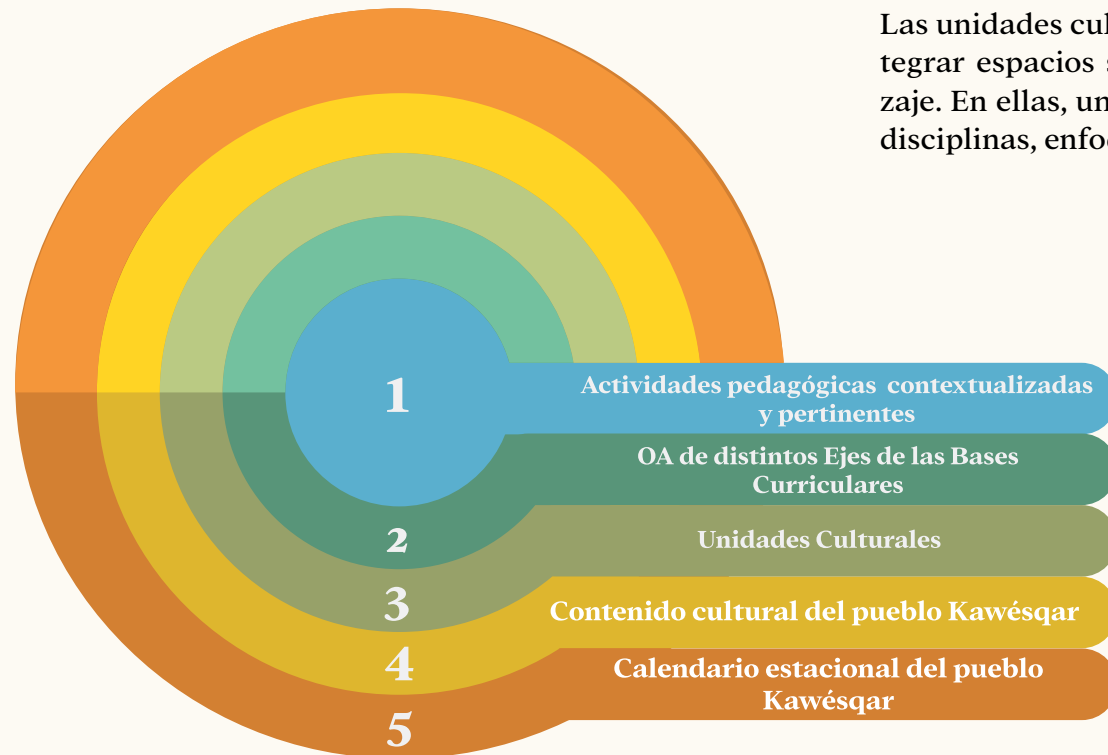 Las unidades cul
tegrar espacios
zaje. En ellas, un
disciplinas, enfo
1
Actividades pedagógicas contextualizadas
y pertinentes
OA de distintos Ejes de las Bases
Curriculares
2
Unidades Culturales
3
Contenido cultural del pueblo Kawésqar
4
Calendario estacional del pueblo
Kawésqar
5